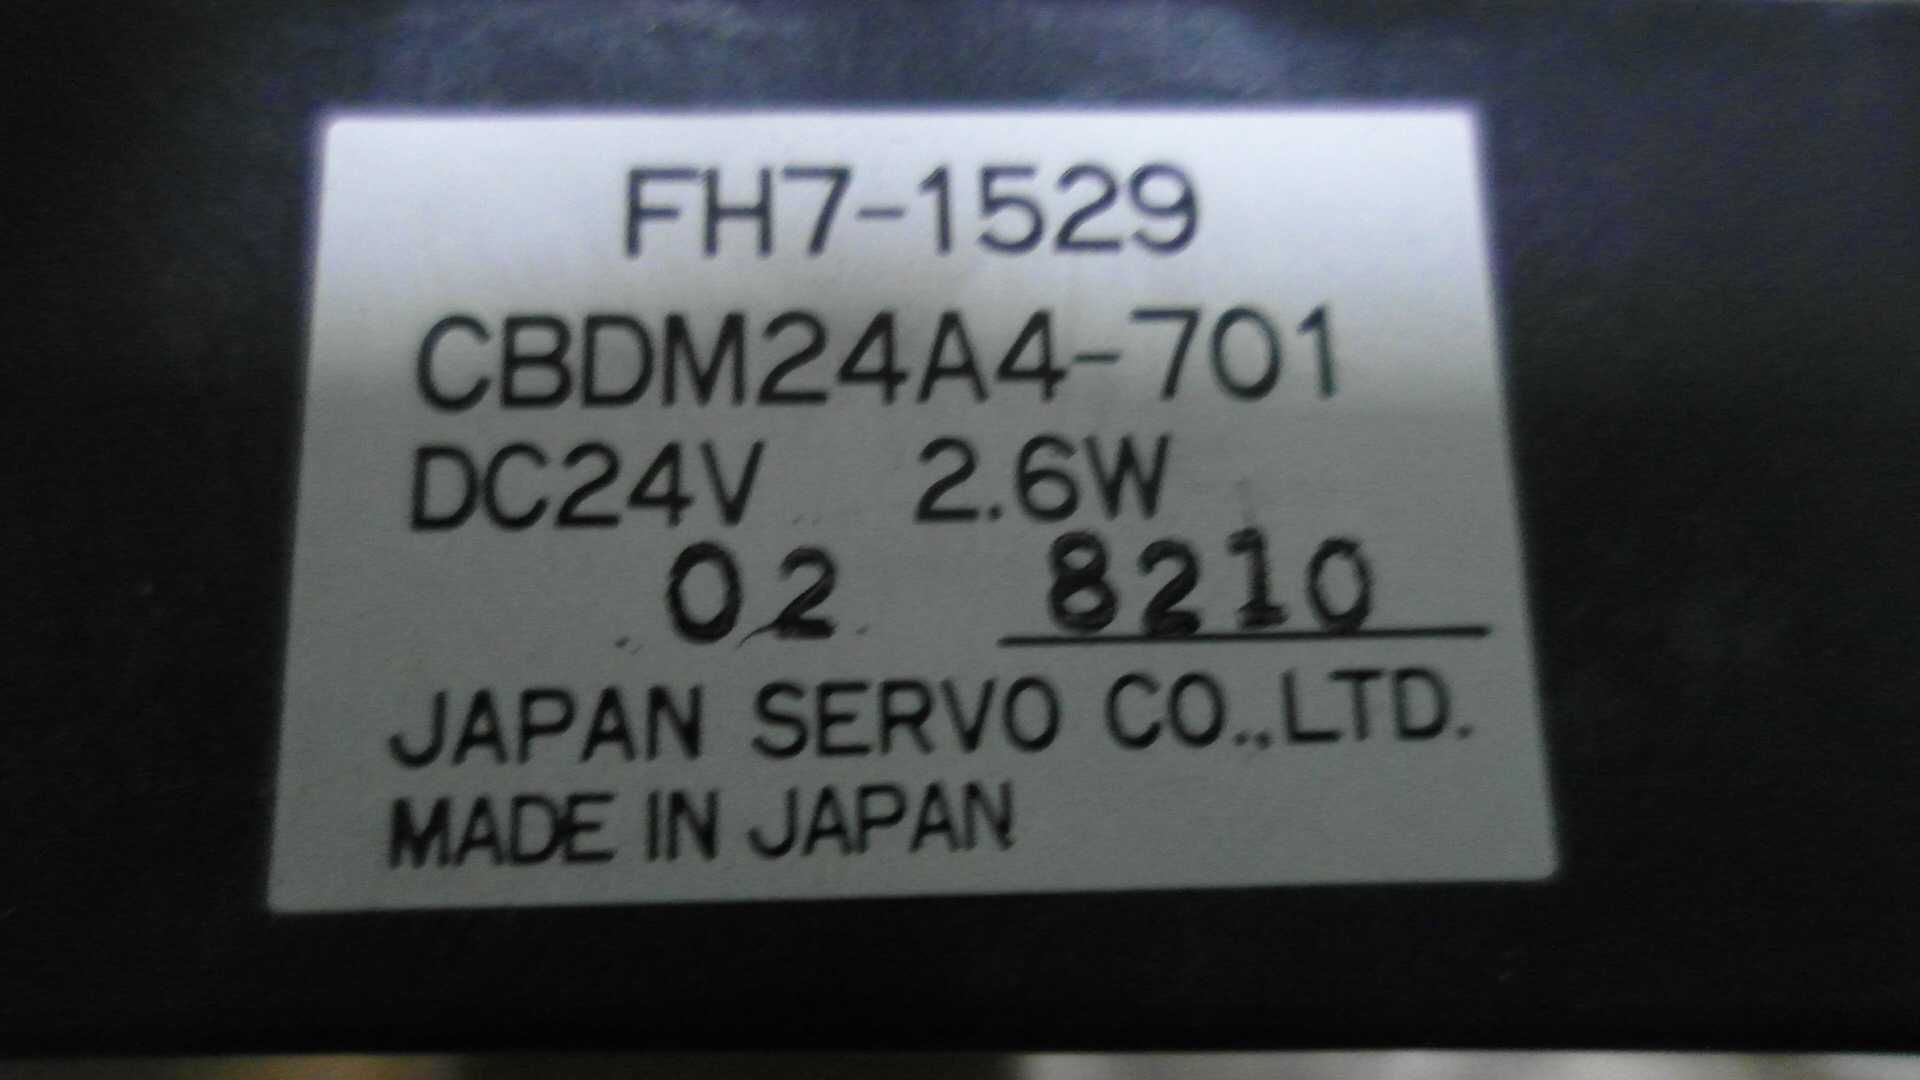 FH7-1529
CBDM24A4-701
DC24V 2.6W
02 8210
JAPAN SERVO CO.,LTD.
MADE IN JAPAN